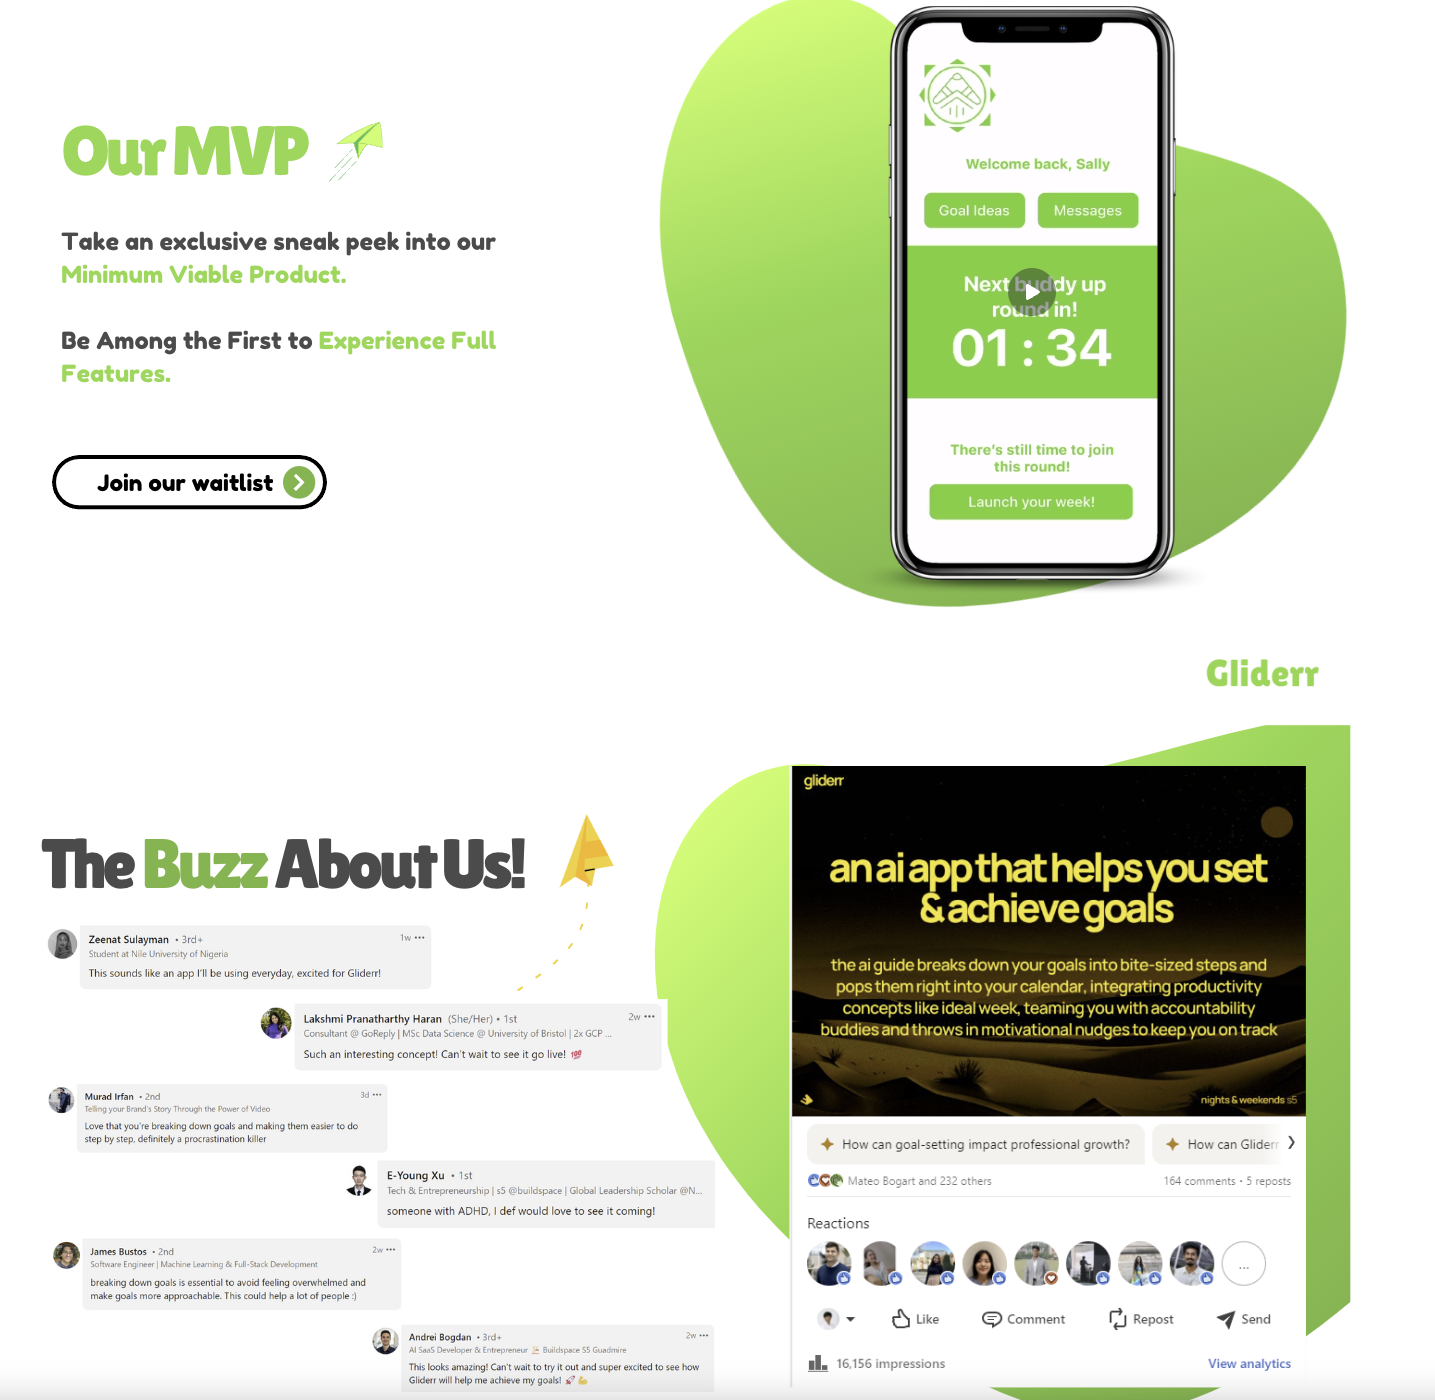 Our MVP
Take an exclusive sneak peek into our
Minimum Viable Product.
Be Among the First to Experience Full
Features.
Join our waitlist
Welcome back, Sally
Goal Ideas
Messages
Next buddy up
round in!
01 : 34
There's still time to join
this round!
Launch your week!
Gliderr
The Buzz About Us!
Zeenat Sulayman • 3rd+
1w •••
Student at Nile University of Nigeria
This sounds like an app I'll be using everyday, excited for Gliderr!
Lakshmi Pranatharthy Haran (She/Her) • 1st
2w •••
Consultant @ GoReply | MSc Data Science @ University of Bristol | 2x GCP ...
Such an interesting concept! Can't wait to see it go live! 💯
Murad Irfan • 2nd
3d •••
Telling your Brand's Story Through the Power of Video
Love that you're breaking down goals and making them easier to do
step by step, definitely a procrastination killer
E-Young Xu • 1st
Tech & Entrepreneurship | s5 @buildspace | Global Leadership Scholar @N...
someone with ADHD, I def would love to see it coming!
James Bustos • 2nd
2w •••
Software Engineer | Machine Learning & Full-Stack Development
breaking down goals is essential to avoid feeling overwhelmed and
make goals more approachable. This could help a lot of people :)
Andrei Bogdan • 3rd+
2w •••
AI SaaS Developer & Entrepreneur Buildspace S5 Guadmire
This looks amazing! Can't wait to try it out and super excited to see how
Gliderr will help me achieve my goals! 🚀 💪
gliderr
an ai app that helps you set
& achieve goals
the ai guide breaks down your goals into bite-sized steps and
pops them right into your calendar, integrating productivity
concepts like ideal week, teaming you with accountability
buddies and throws in motivational nudges to keep you on track
nights & weekends s5
How can goal-setting impact professional growth?
How can Gliderr
Mateo Bogart and 232 others
164 comments • 5 reposts
Reactions
...
Like
Comment
Repost
Send
16,156 impressions
View analytics